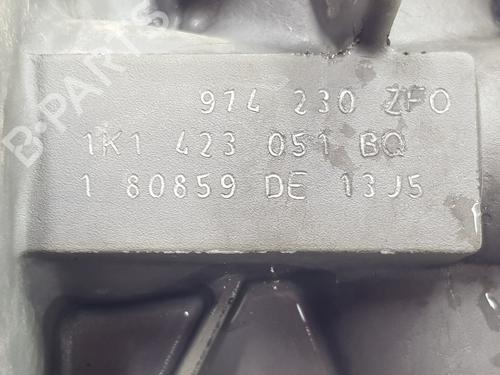 B-PARTS
974 230 ZFO
1K1 423 051 BQ
1 80859 DE 13J5